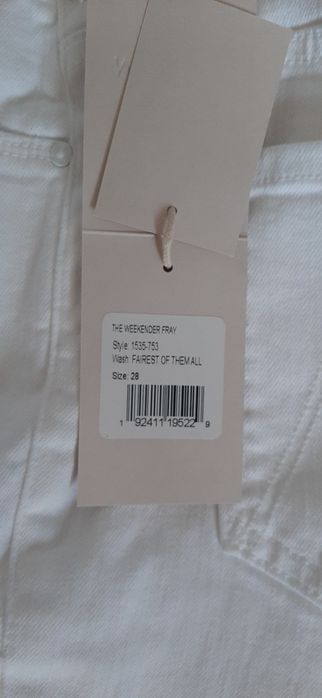 THE WEEKENDER FRAY
Style: 1535-753
Wash: FAIREST OF THEM ALL
Size: 28
1 92411 19522 9